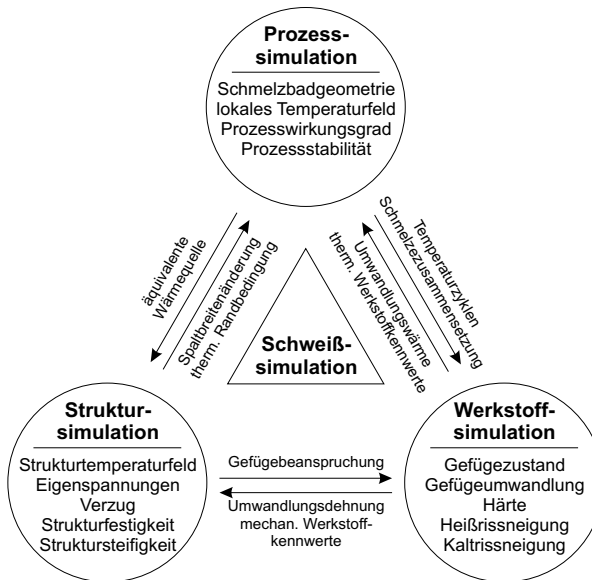 Prozess-
simulation
Schmelzbadgeometrie
lokales Temperaturfeld
Prozesswirkungsgrad
Prozessstabilität
äquivalente
Wärmequelle
Spaltbreitenänderung
therm. Randbedingung
Umwandlungswärme
therm. Werkstoffkennwerte
Temperaturzyklen
Schmelzezusammensetzung
Schweiß-
simulation
Struktur-
simulation
Strukturtemperaturfeld
Eigenspannungen
Verzug
Strukturfestigkeit
Struktursteifigkeit
Gefügebeanspruchung
Umwandlungsdehnung
mechan. Werkstoff-
kennwerte
Werkstoff-
simulation
Gefügezustand
Gefügeumwandlung
Härte
Heißrissneigung
Kaltrissneigung